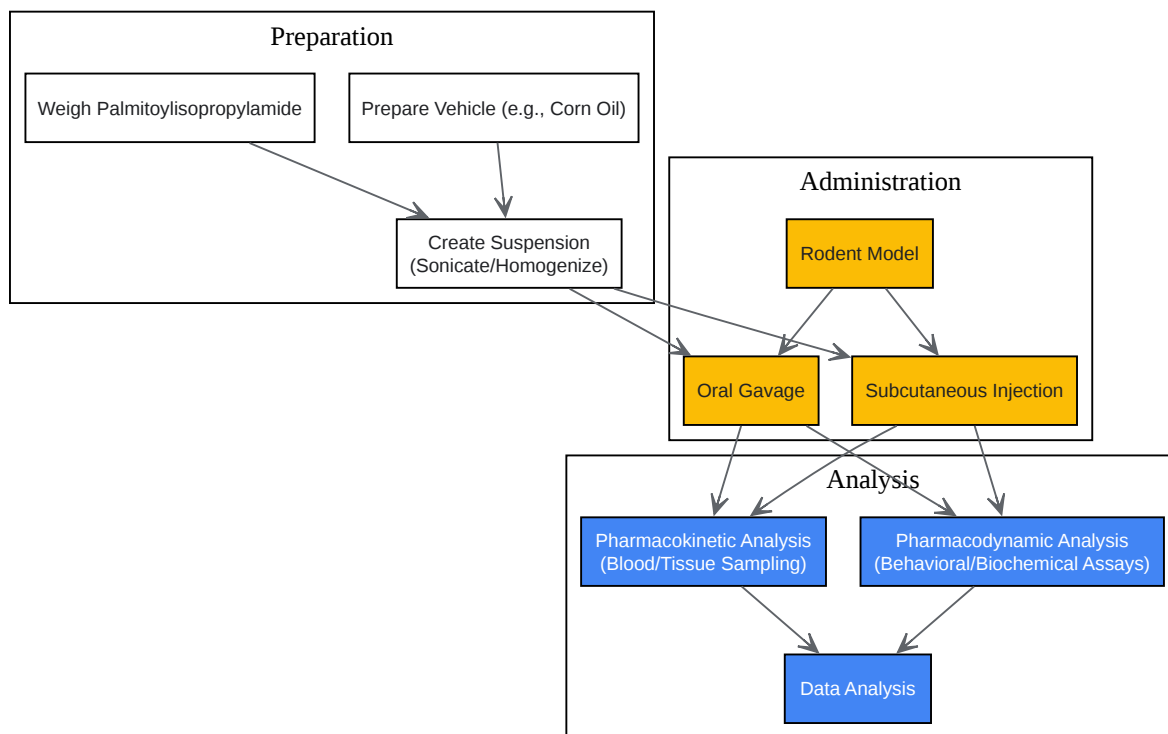 Preparation
Weigh Palmitoylisopropylamide
Prepare Vehicle (e.g., Corn Oil)
Create Suspension
(Sonicate/Homogenize)
Administration
Rodent Model
Oral Gavage
Subcutaneous Injection
Analysis
Pharmacokinetic Analysis
(Blood/Tissue Sampling)
Pharmacodynamic Analysis
(Behavioral/Biochemical Assays)
Data Analysis